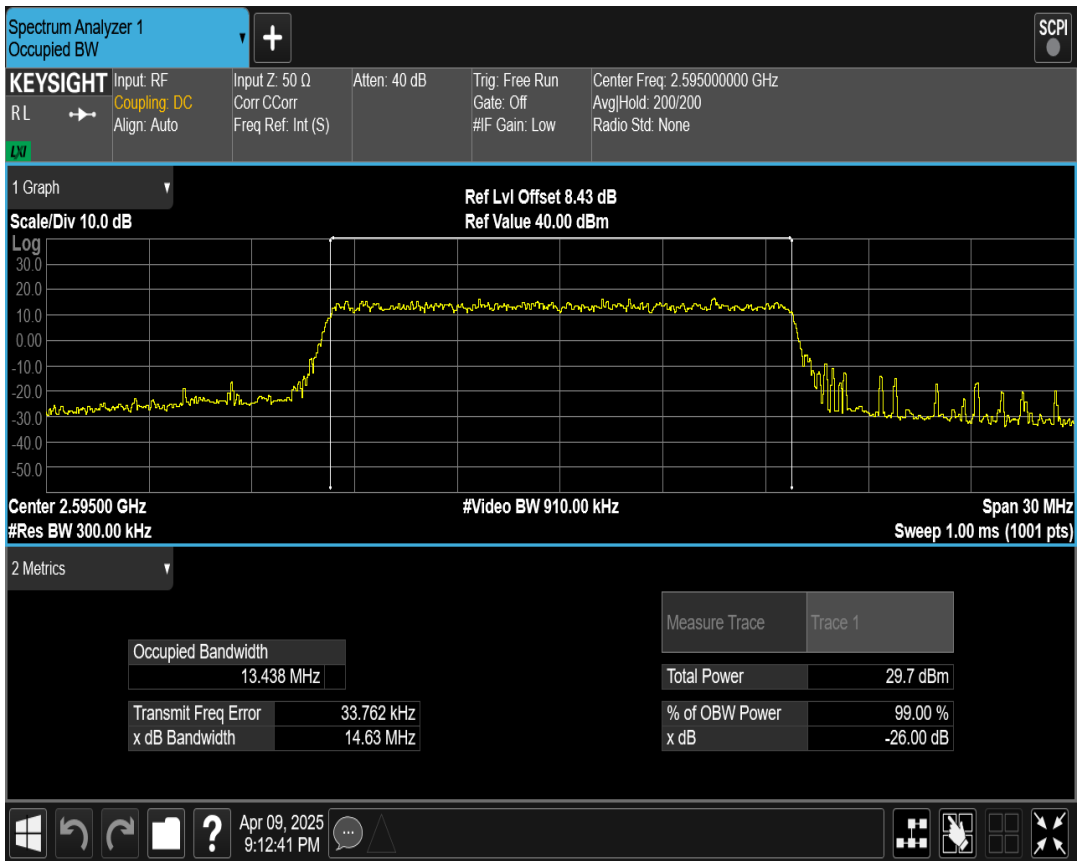 Spectrum Analyzer 1
Occupied BW
+
SCPI
KEYSIGHT
RL
LXI
Input: RF
Coupling: DC
Align: Auto
Input Z: 50 Ω
Corr CCorr
Freq Ref: Int (S)
Atten: 40 dB
Trig: Free Run
Gate: Off
#IF Gain: Low
Center Freq: 2.595000000 GHz
Avg|Hold: 200/200
Radio Std: None
1 Graph
Scale/Div 10.0 dB
Ref Lvl Offset 8.43 dB
Ref Value 40.00 dBm
Log
30.0
20.0
10.0
0.00
-10.0
-20.0
-30.0
-40.0
-50.0
Center 2.59500 GHz
#Video BW 910.00 kHz
Span 30 MHz
#Res BW 300.00 kHz
Sweep 1.00 ms (1001 pts)
2 Metrics
Measure Trace Trace 1
Occupied Bandwidth
13.438 MHz
Total Power 29.7 dBm
Transmit Freq Error 33.762 kHz
% of OBW Power 99.00 %
x dB Bandwidth 14.63 MHz
x dB -26.00 dB
?
Apr 09, 2025
9:12:41 PM